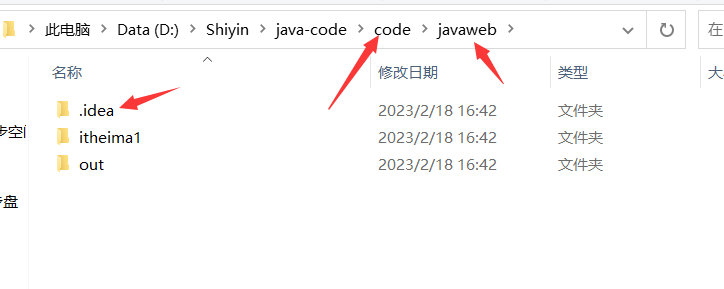 此电脑 > Data (D:) > Shiyin > java-code > code > javaweb > 在
名称 修改日期 类型 大
.idea 2023/2/18 16:42 文件夹
步空间 itheima1 2023/2/18 16:42 文件夹
out 2023/2/18 16:42 文件夹
盘